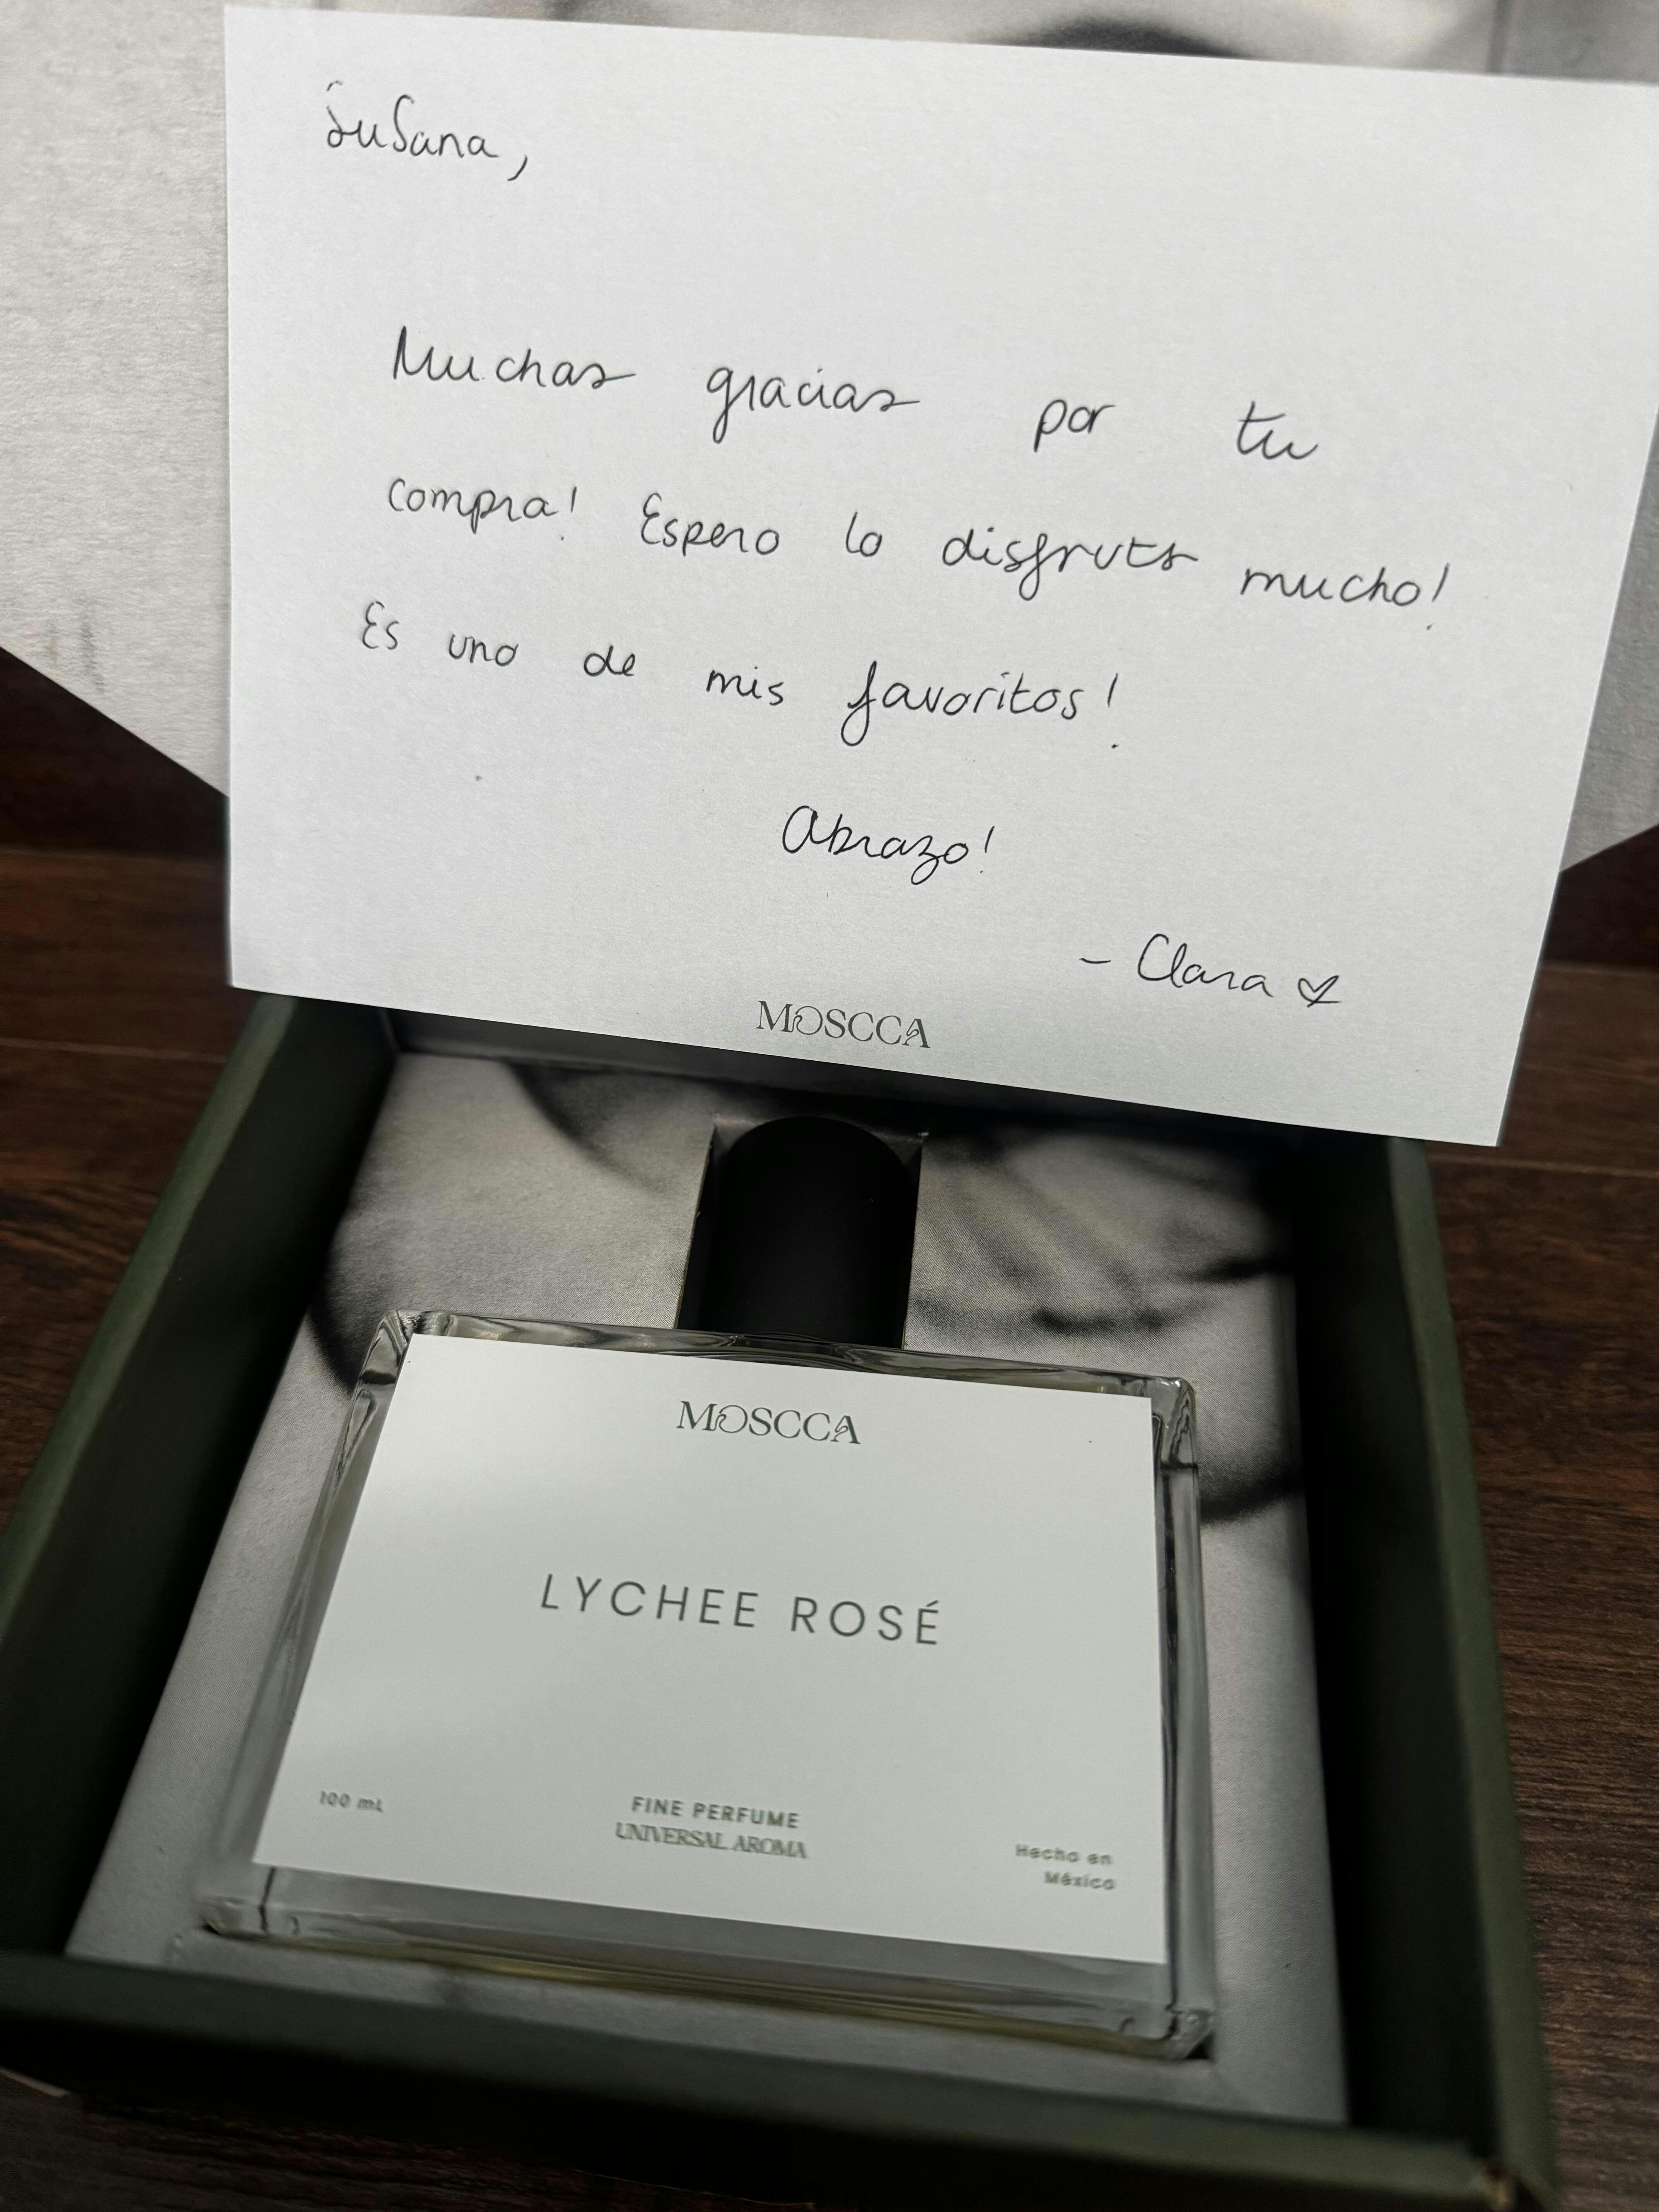 Susana,
Muchas gracias por tu
compra! Espero lo disfrutes mucho!
Es uno de mis favoritos!
Abrazo!
- Clara ♡
MOSCCA
MOSCCA
LYCHEE ROSÉ
100 mL
FINE PERFUME
UNIVERSAL AROMA
Hecho en
México